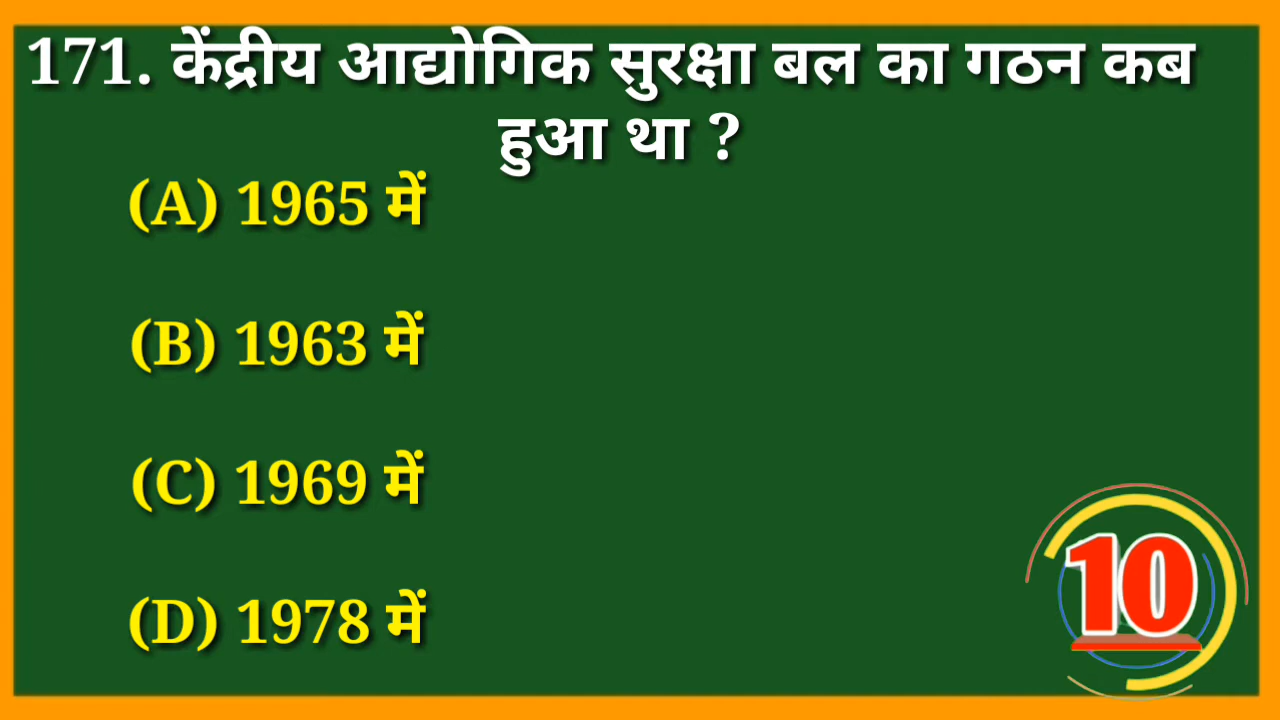 171. केंद्रीय आद्योगिक सुरक्षा बल का गठन कब
हुआ था ?
(A) 1965 में
(B) 1963 में
(C) 1969 में
(D) 1978 में
10